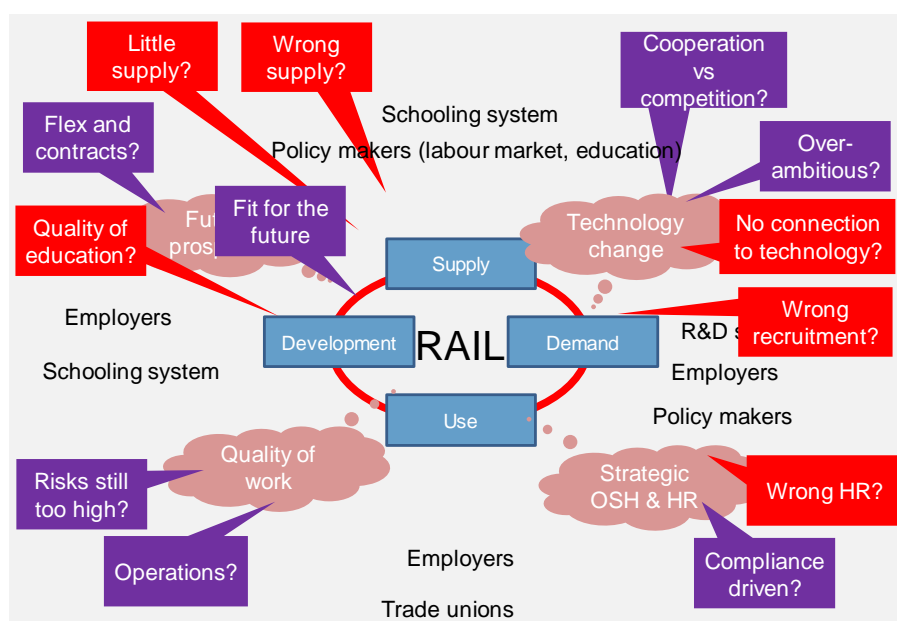 Little
supply?
Wrong
supply?
Cooperation
vs
competition?
Schooling system
Flex and
contracts?
Policy makers (labour market, education)
Over-
ambitious?
Fit for the
future
Technology
change
Quality of
education?
No connection
to technology?
Supply
Employers
Wrong
recruitment?
R&D
Development
RAIL
Demand
Schooling system
Employers
Use
Policy makers
Quality of
work
Risks still
too high?
Strategic
OSH & HR
Wrong HR?
Operations?
Employers
Compliance
driven?
Trade unions